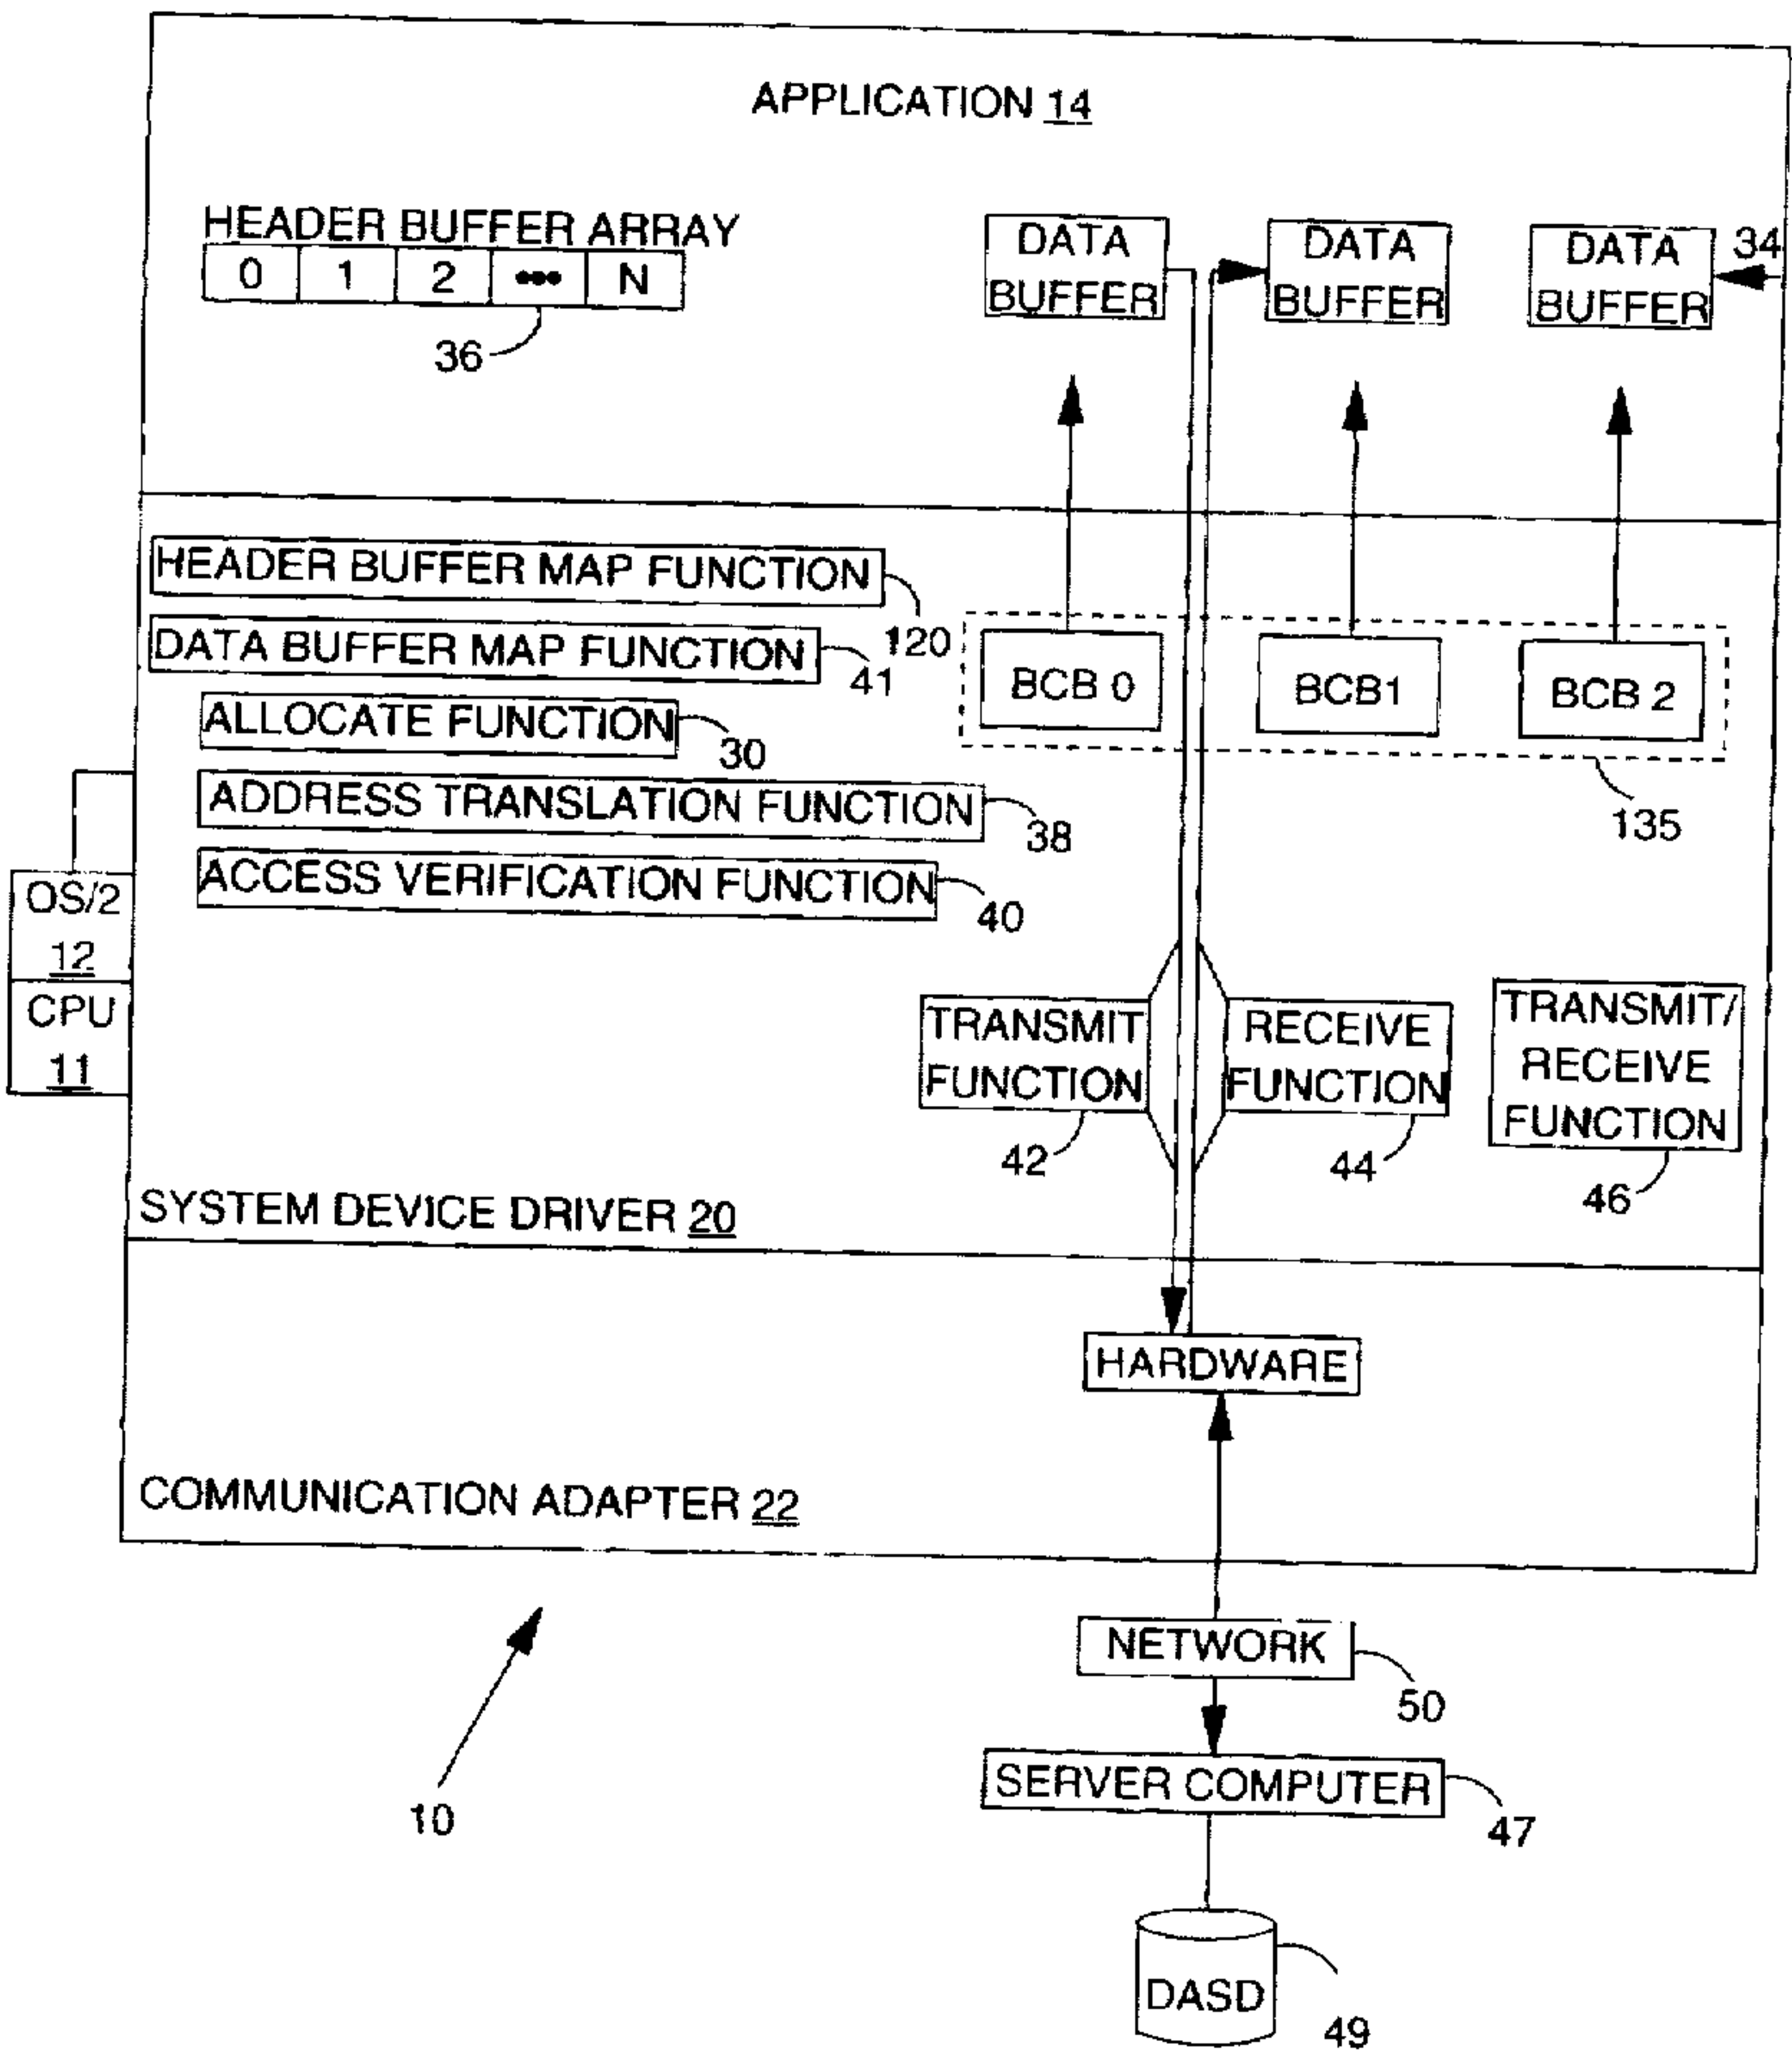 APPLICATION 14
HEADER BUFFER ARRAY
0 1 2 ••• N
36
DATA
BUFFER
DATA
BUFFER
DATA
BUFFER
34
HEADER BUFFER MAP FUNCTION
120
DATA BUFFER MAP FUNCTION
41
ALLOCATE FUNCTION
30
ADDRESS TRANSLATION FUNCTION
38
ACCESS VERIFICATION FUNCTION
40
BCB 0
BCB1
BCB 2
135
OS/2
12
CPU
11
TRANSMIT
FUNCTION
42
RECEIVE
FUNCTION
44
TRANSMIT/
RECEIVE
FUNCTION
46
SYSTEM DEVICE DRIVER 20
HARDWARE
COMMUNICATION ADAPTER 22
NETWORK
50
10
SERVER COMPUTER
47
DASD
49